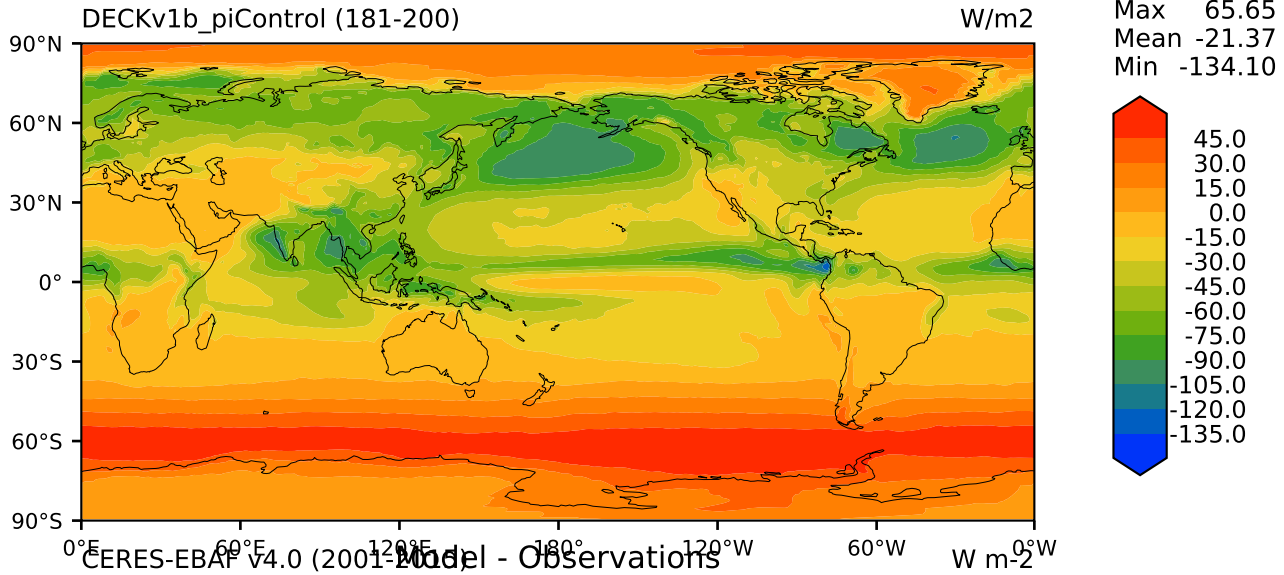 DECKv1b_piControl (181-200)
W/m2
Max 65.65
Mean -21.37
Min -134.10
90°N
60°N
30°N
0°
30°S
60°S
90°S
45.0
30.0
15.0
0.0
-15.0
-30.0
-45.0
-60.0
-75.0
-90.0
-105.0
-120.0
-135.0
0°E 60°E 120°E 180° 120°W 60°W 0°W
CERES-EBAF v4.0 (2001- Model - Observations W m-2